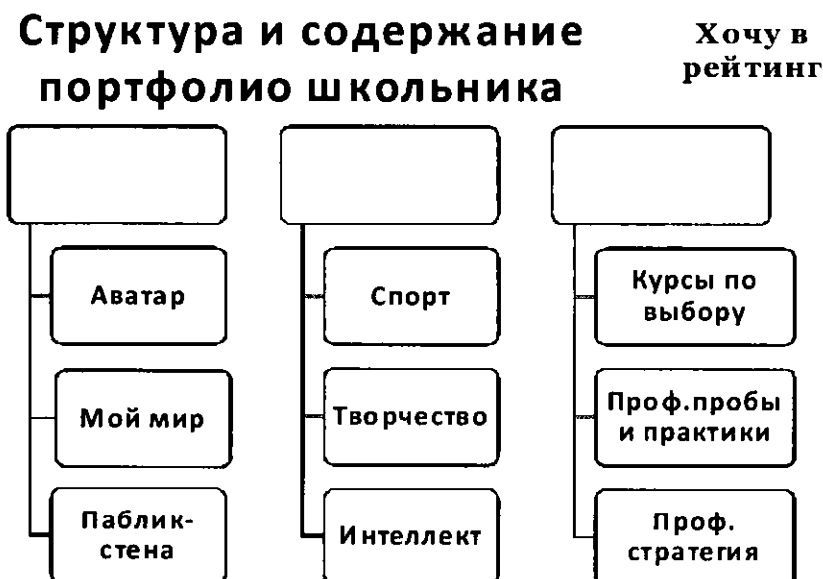 Структура и содержание
портфолио школьника
Хочу в
рейтинг
Аватар
Мой мир
Паблик-
стена
Спорт
Творчество
Интеллект
Курсы по
выбору
Проф.пробы
и практики
Проф.
стратегия